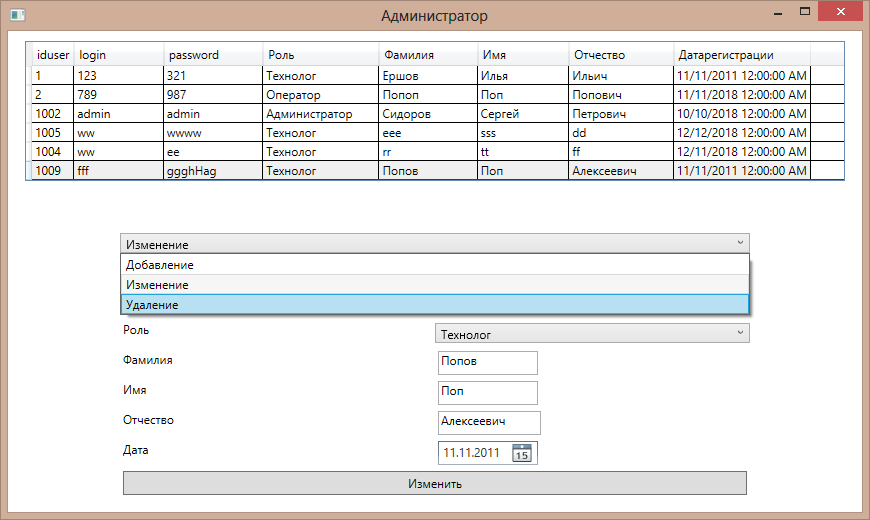 Администратор
iduser login password Роль Фамилия Имя Отчество Датарегистрации
1 123 321 Технолог Ершов Илья Ильич 11/11/2011 12:00:00 AM
2 789 987 Оператор Попоп Поп Попович 11/11/2018 12:00:00 AM
1002 admin admin Администратор Сидоров Сергей Петрович 10/10/2018 12:00:00 AM
1005 ww wwww Технолог eee sss dd 12/12/2018 12:00:00 AM
1004 ww ee Технолог rr tt ff 12/11/2018 12:00:00 AM
1009 fff ggghHag Технолог Попов Поп Алексеевич 11/11/2011 12:00:00 AM
Изменение
Добавление
Изменение
Удаление
Роль Технолог
Фамилия Попов
Имя Поп
Отчество Алексеевич
Дата 11.11.2011 15
Изменить